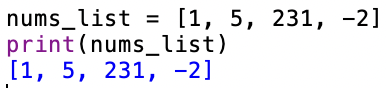 nums_list = [1, 5, 231, -2]
print(nums_list)
[1, 5, 231, -2]